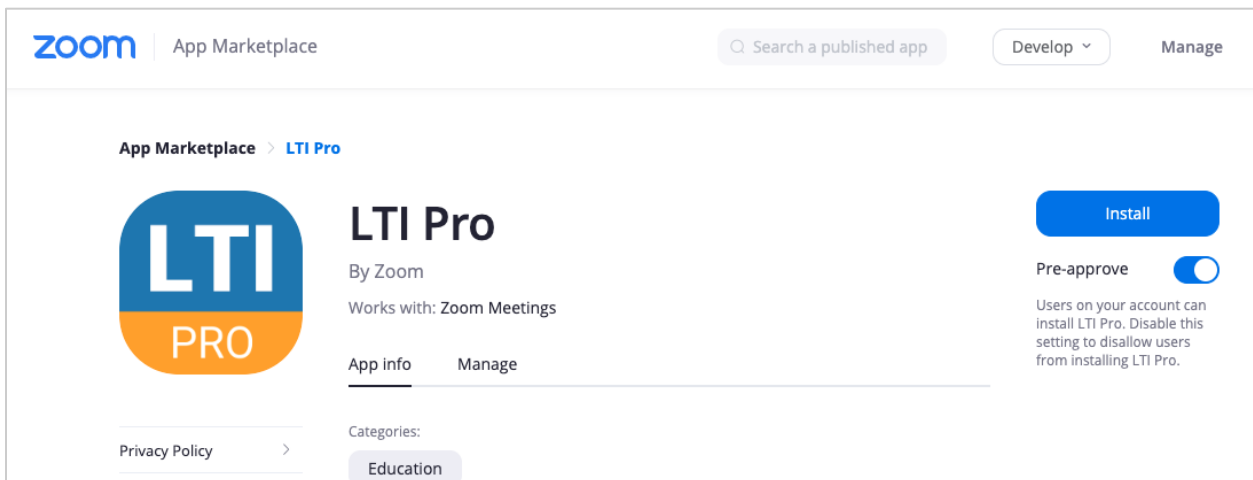 zoom App Marketplace Search a published app Develop Manage
App Marketplace > LTI Pro
LTI
PRO
LTI Pro
By Zoom
Works with: Zoom Meetings
App info Manage
Categories:
Education
Privacy Policy
Install
Pre-approve
Users on your account can
install LTI Pro. Disable this
setting to disallow users
from installing LTI Pro.